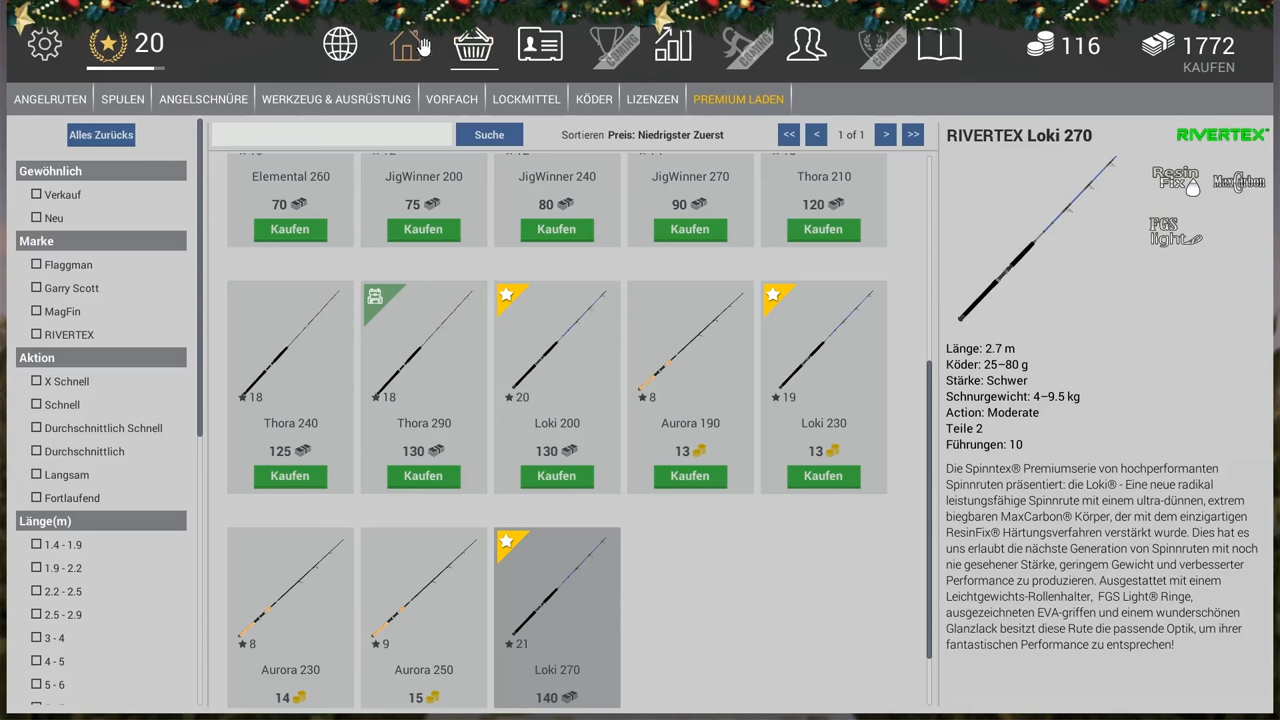 20
COMING
COMING
COMING
116
1772
KAUFEN
ANGELRUTEN
SPULEN
ANGELSCHNÜRE
WERKZEUG & AUSRÜSTUNG
VORFACH
LOCKMITTEL
KÖDER
LIZENZEN
PREMIUM LADEN
Alles Zurücks
Suche
Sortieren Preis: Niedrigster Zuerst
<<
<
1 of 1
>
>>
Gewöhnlich
Verkauf
Neu
Marke
Flaggman
Garry Scott
MagFin
RIVERTEX
Aktion
X Schnell
Schnell
Durchschnittlich Schnell
Durchschnittlich
Langsam
Fortlaufend
Länge(m)
1.4 - 1.9
1.9 - 2.2
2.2 - 2.5
2.5 - 2.9
3 - 4
4 - 5
5 - 6
Elemental 260
70
Kaufen
JigWinner 200
75
Kaufen
JigWinner 240
80
Kaufen
JigWinner 270
90
Kaufen
Thora 210
120
Kaufen
18
Thora 240
125
Kaufen
18
Thora 290
130
Kaufen
20
Loki 200
130
Kaufen
8
Aurora 190
13
Kaufen
19
Loki 230
13
Kaufen
8
Aurora 230
14
9
Aurora 250
15
21
Loki 270
140
RIVERTEX Loki 270
RIVERTEX
Resin
Fix
MaxCarbon
FGS
light
Länge: 2.7 m
Köder: 25–80 g
Stärke: Schwer
Schnurgewicht: 4–9.5 kg
Action: Moderate
Teile 2
Führungen: 10
Die Spinntex® Premiumserie von hochperformanten
Spinnruten präsentiert: die Loki® - Eine neue radikal
leistungsfähige Spinnrute mit einem ultra-dünnen, extrem
biegbaren MaxCarbon® Körper, der mit dem einzigartigen
ResinFix® Härtungsverfahren verstärkt wurde. Dies hat es
uns erlaubt die nächste Generation von Spinnruten mit noch
nie gesehener Stärke, geringem Gewicht und verbesserter
Performance zu produzieren. Ausgestattet mit einem
Leichtgewichts-Rollenhalter, FGS Light® Ringe,
ausgezeichneten EVA-griffen und einem wunderschönen
Glanzlack besitzt diese Rute die passende Optik, um ihrer
fantastischen Performance zu entsprechen!